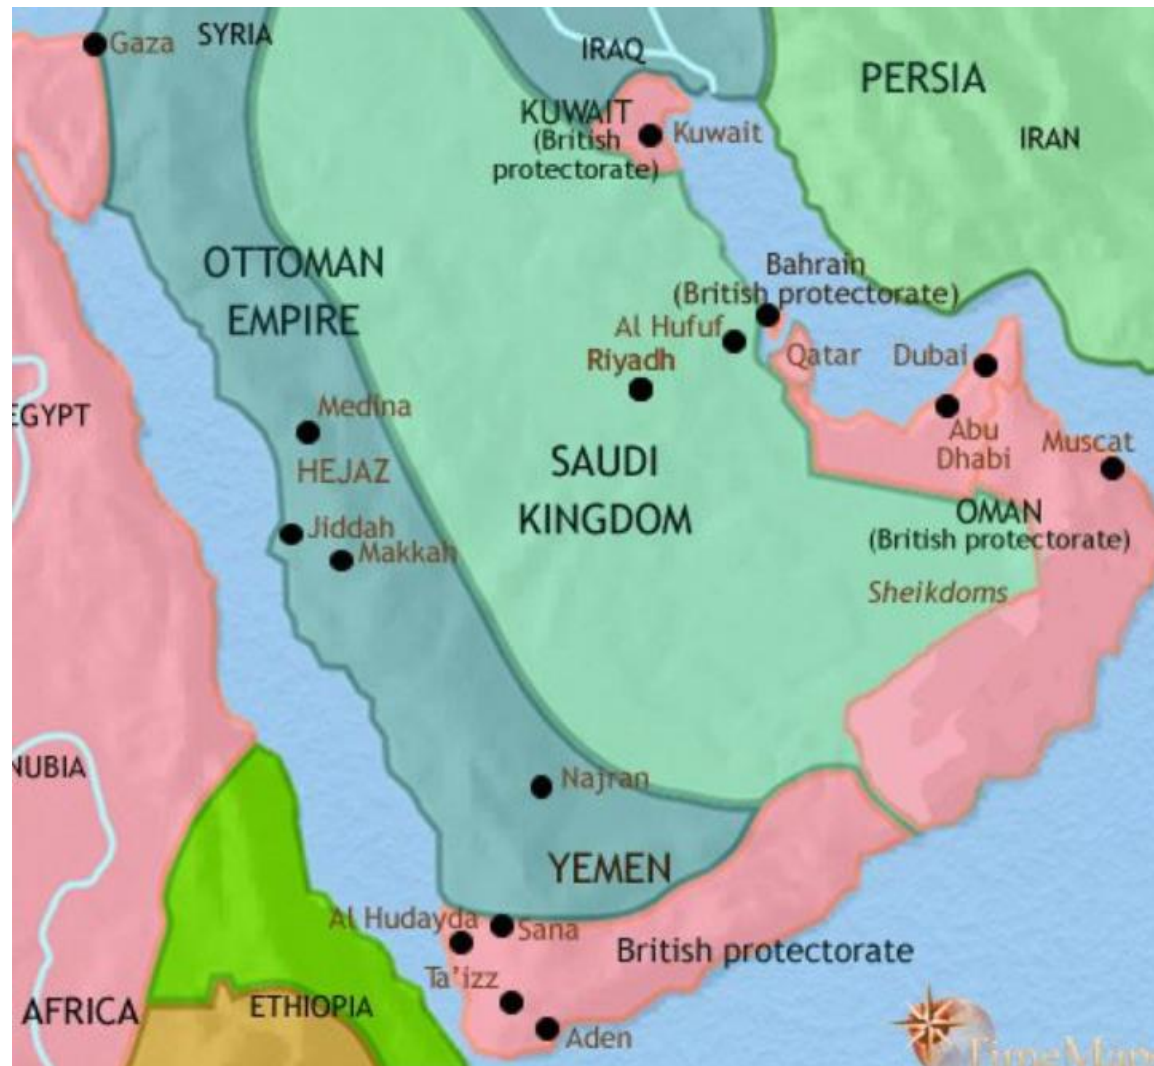 SYRIA
Gaza
IRAQ
PERSIA
IRAN
KUWAIT
(British
protectorate)
Kuwait
OTTOMAN
EMPIRE
Bahrain
(British protectorate)
Al Hufuf
Riyadh
Qatar
Dubai
Abu
Dhabi
Muscat
EGYPT
Medina
HEJAZ
Jiddah
Makkah
SAUDI
KINGDOM
OMAN
(British protectorate)
Sheikdoms
NUBIA
Najran
YEMEN
Al Hudayda
Sana
British protectorate
Ta'izz
Aden
AFRICA
ETHIOPIA
TimeMap